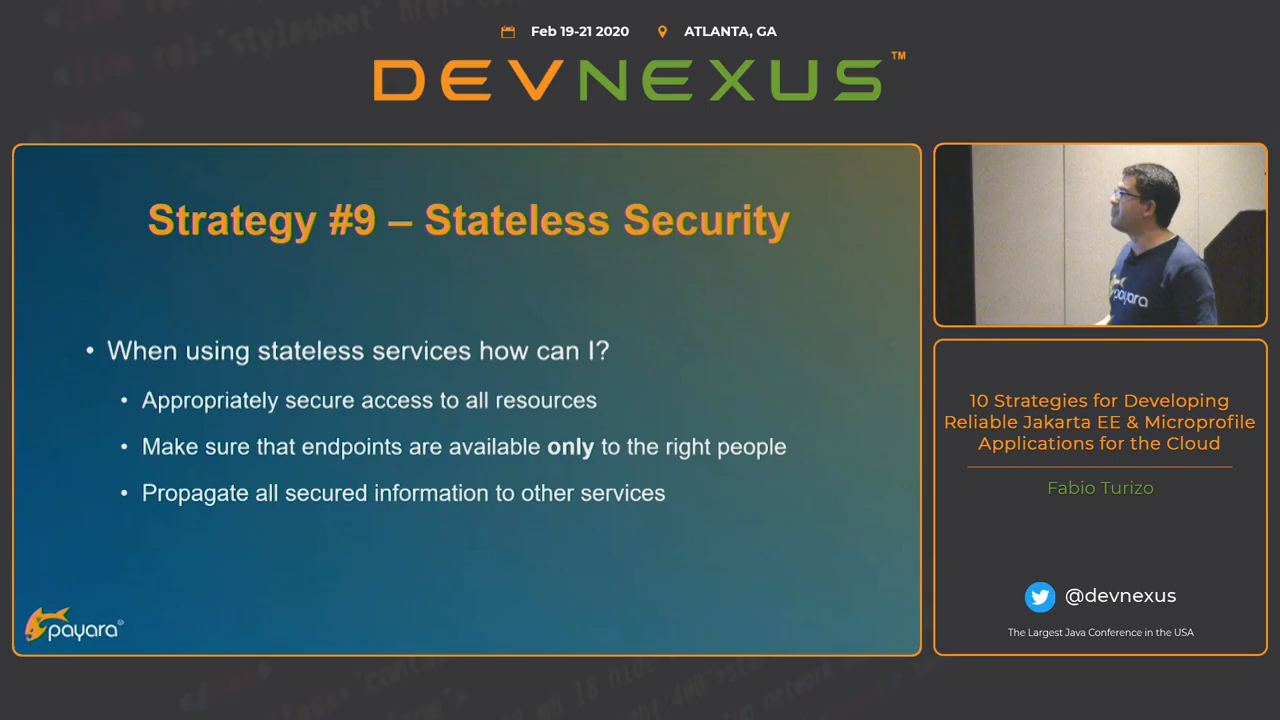 Feb 19-21 2020
ATLANTA, GA
DEVNEXUS™
Strategy #9 – Stateless Security
• When using stateless services how can I?
• Appropriately secure access to all resources
• Make sure that endpoints are available only to the right people
• Propagate all secured information to other services
payara®
payara
10 Strategies for Developing
Reliable Jakarta EE & Microprofile
Applications for the Cloud
Fabio Turizo
@devnexus
The Largest Java Conference in the USA